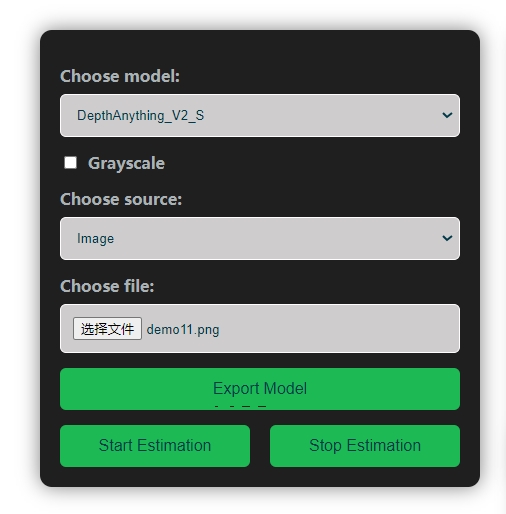 Choose model:
DepthAnything_V2_S
Grayscale
Choose source:
Image
Choose file:
选择文件 demo11.png
Export Model
Start Estimation
Stop Estimation